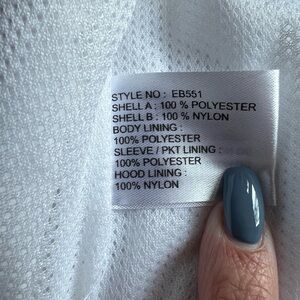 STYLE NO : EB551
SHELL A : 100 % POLYESTER
SHELL B : 100 % NYLON
BODY LINING :
100% POLYESTER
SLEEVE / PKT LINING :
100% POLYESTER
HOOD LINING :
100% NYLON